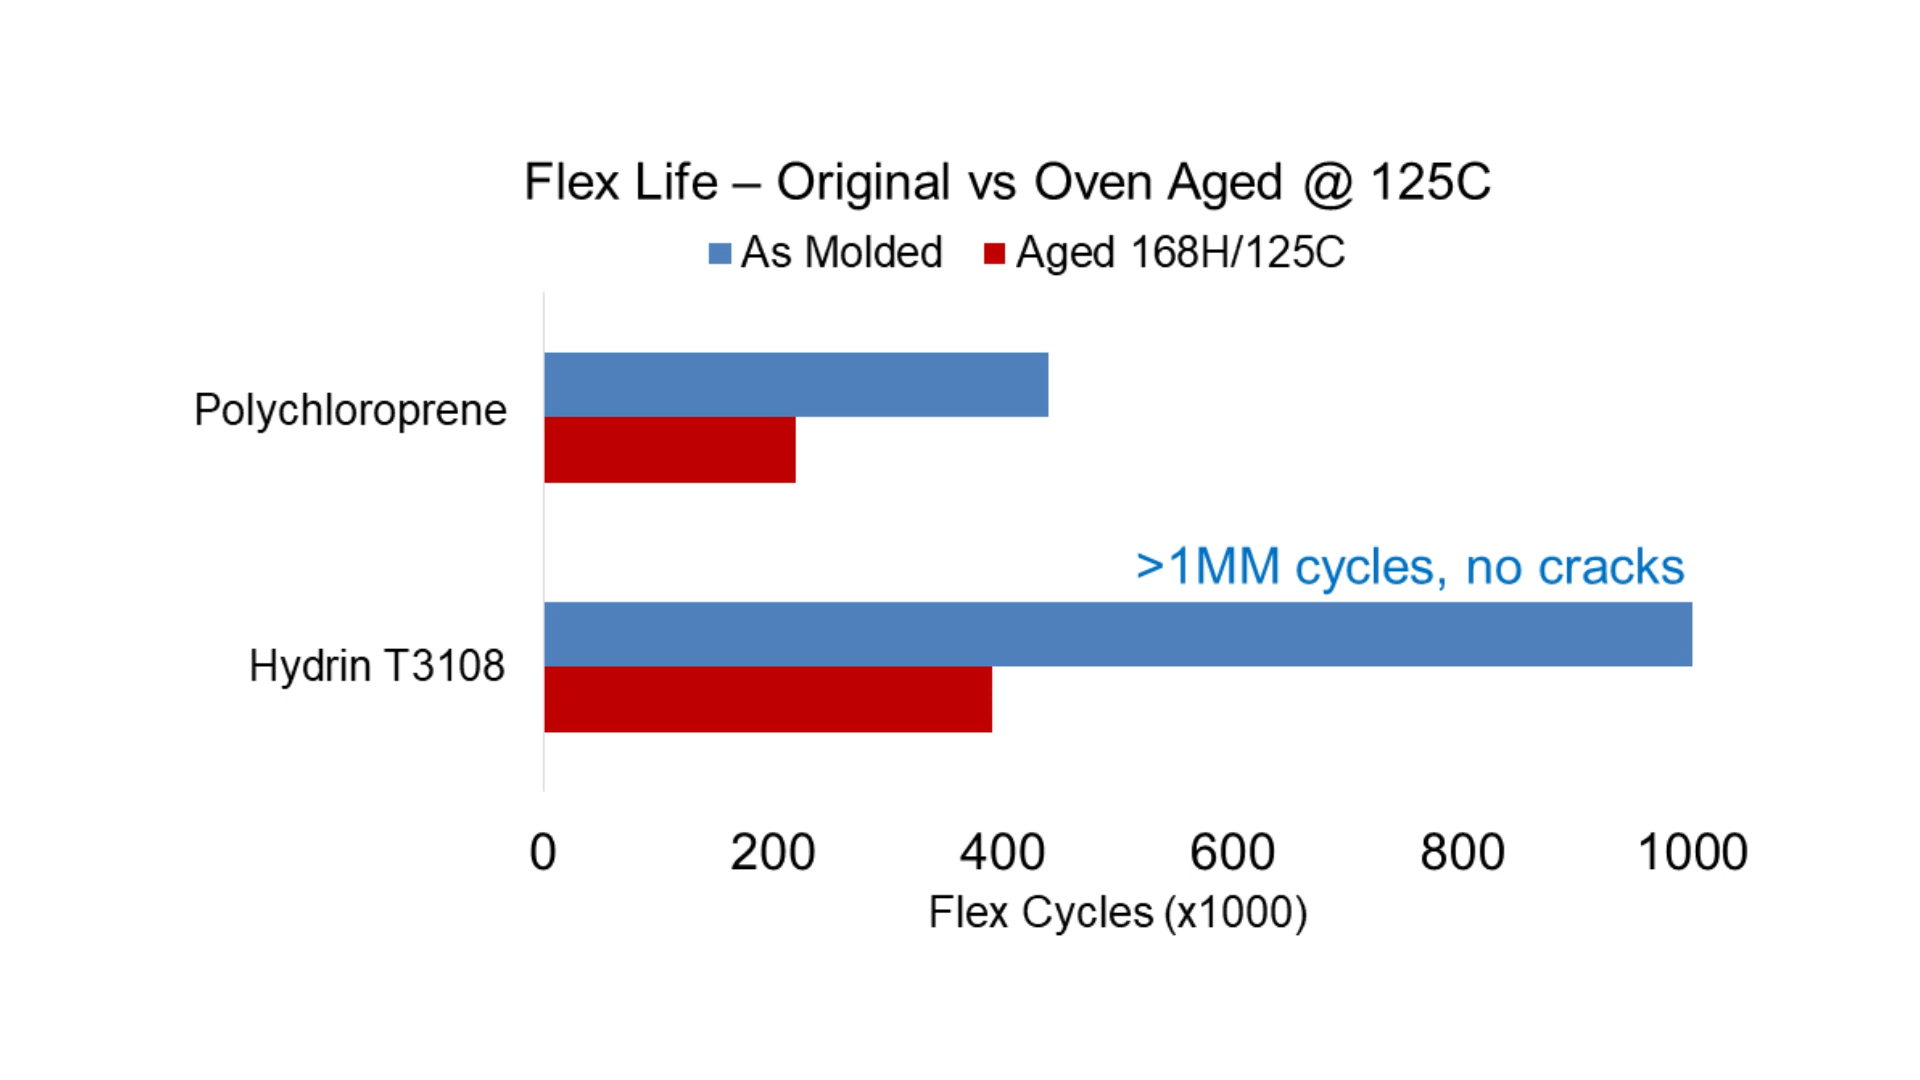 Flex Life – Original vs Oven Aged @ 125C
As Molded Aged 168H/125C
Polychloroprene
>1MM cycles, no cracks
Hydrin T3108
0 200 400 600 800 1000
Flex Cycles (x1000)